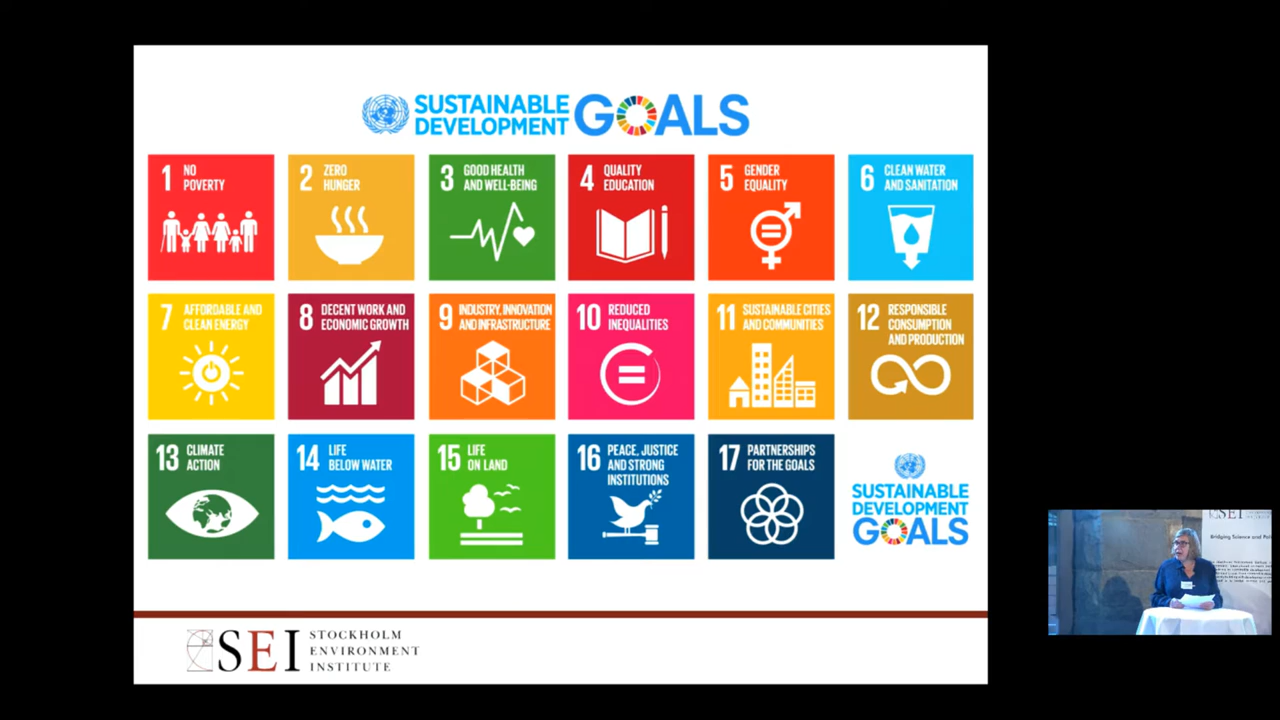 SUSTAINABLE
DEVELOPMENT
GOALS
1 NO
POVERTY
2 ZERO
HUNGER
3 GOOD HEALTH
AND WELL-BEING
4 QUALITY
EDUCATION
5 GENDER
EQUALITY
6 CLEAN WATER
AND SANITATION
7 AFFORDABLE AND
CLEAN ENERGY
8 DECENT WORK AND
ECONOMIC GROWTH
9 INDUSTRY, INNOVATION
AND INFRASTRUCTURE
10 REDUCED
INEQUALITIES
11 SUSTAINABLE CITIES
AND COMMUNITIES
12 RESPONSIBLE
CONSUMPTION
AND PRODUCTION
13 CLIMATE
ACTION
14 LIFE
BELOW WATER
15 LIFE
ON LAND
16 PEACE, JUSTICE
AND STRONG
INSTITUTIONS
17 PARTNERSHIPS
FOR THE GOALS
SUSTAINABLE
DEVELOPMENT
GOALS
SEI
STOCKHOLM
ENVIRONMENT
INSTITUTE
SEI
Bridging Science and